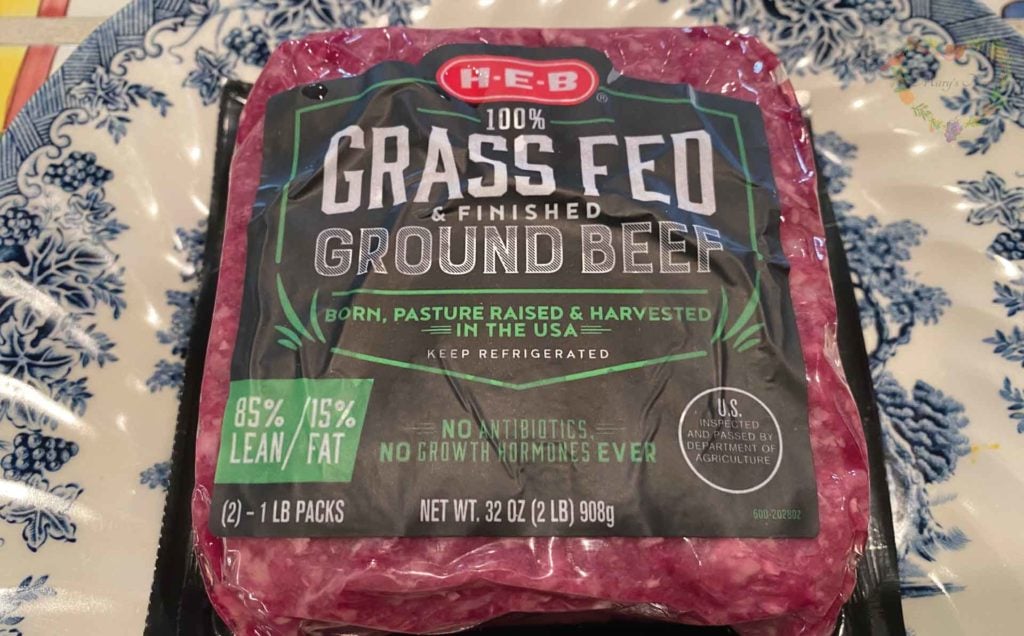 H-E-B
®
100%
GRASS FED
& FINISHED
GROUND BEEF
BORN, PASTURE RAISED & HARVESTED
IN THE USA
KEEP REFRIGERATED
85% LEAN/15% FAT
NO ANTIBIOTICS,
NO GROWTH HORMONES EVER
U.S.
INSPECTED
AND PASSED BY
DEPARTMENT OF
AGRICULTURE
(2) - 1 LB PACKS
NET WT. 32 OZ (2 LB) 908g
Mary's